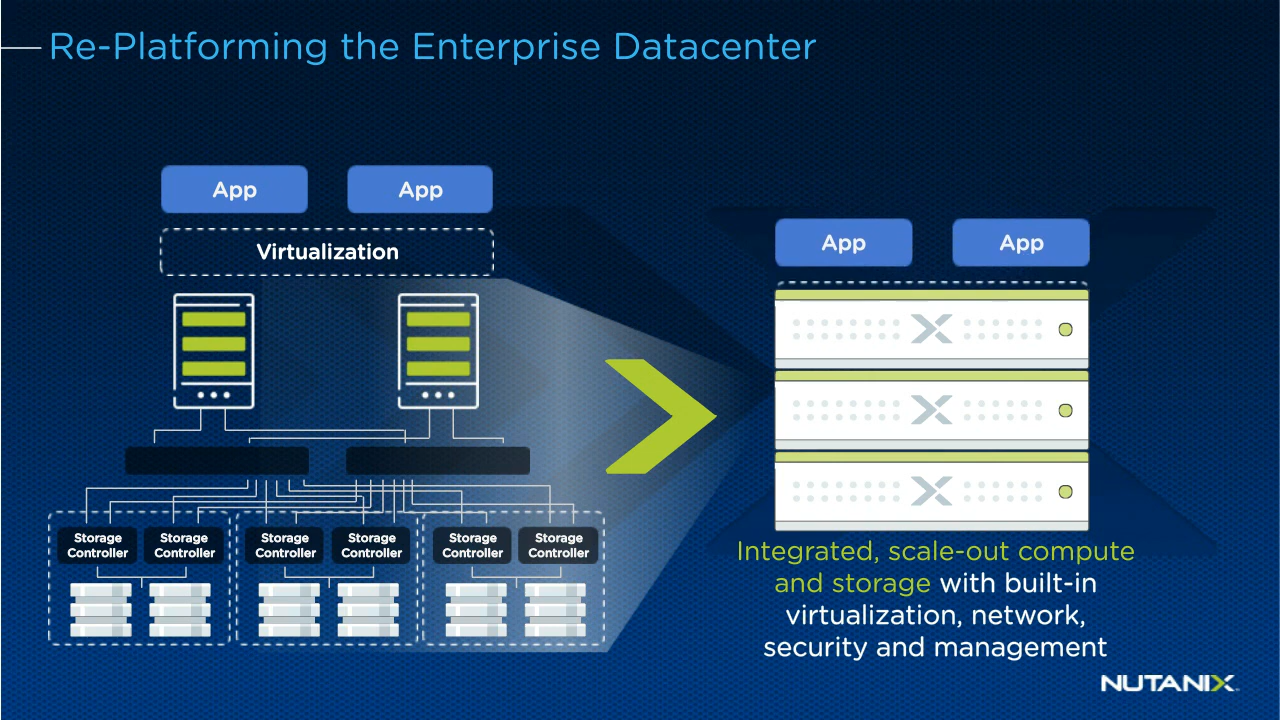 Re-Platforming the Enterprise Datacenter
App
App
Virtualization
Storage
Controller
Storage
Controller
Storage
Controller
Storage
Controller
Storage
Controller
Storage
Controller
App
App
Integrated, scale-out compute
and storage with built-in
virtualization, network,
security and management
NUTANIX